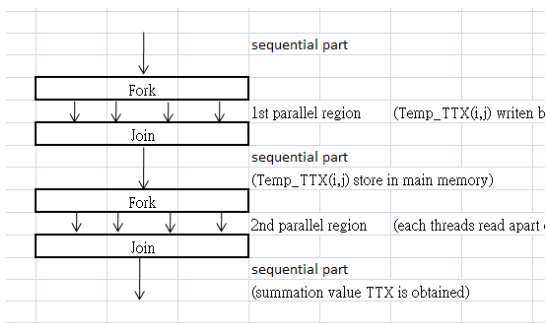 sequential part
Fork
1st parallel region (Temp_TTX(i,j) writen b
Join
sequential part
(Temp_TTX(i,j) store in main memory)
Fork
2nd parallel region (each threads read apart
Join
sequential part
(summation value TTX is obtained)